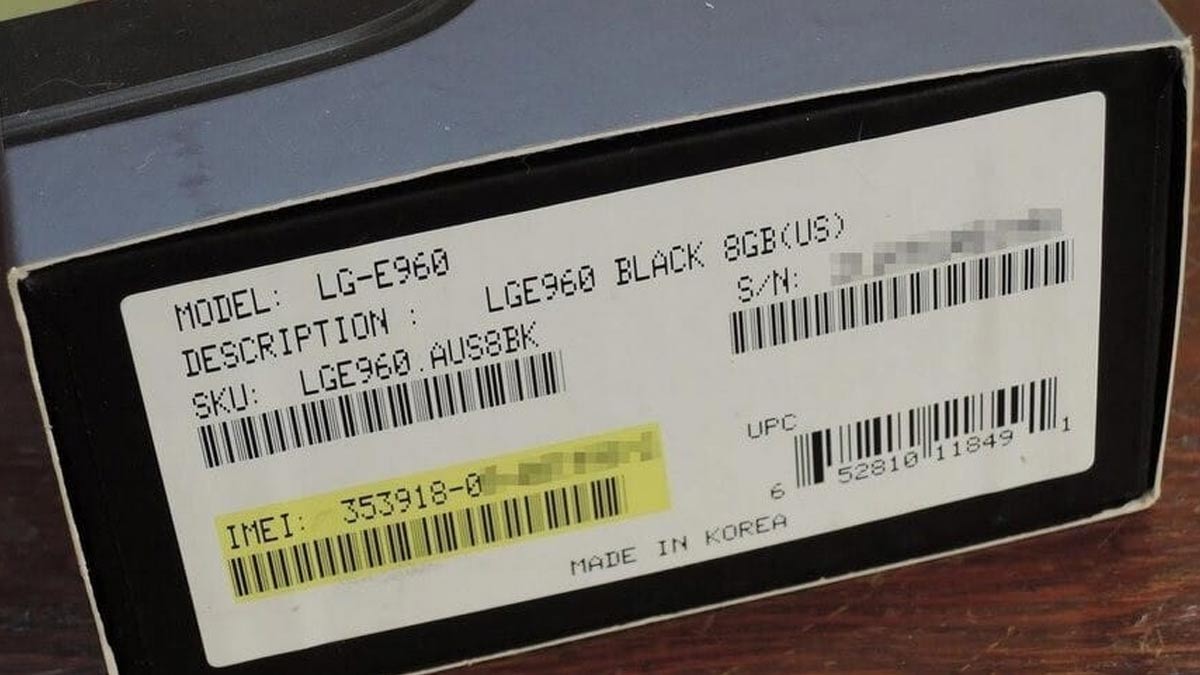 MODEL: LG-E960
DESCRIPTION : LGE960 BLACK 8GB(US)
SKU: LGE960.AUS8BK
S/N:
IMEI: 353918-0
UPC
6 52810 11849 1
MADE IN KOREA